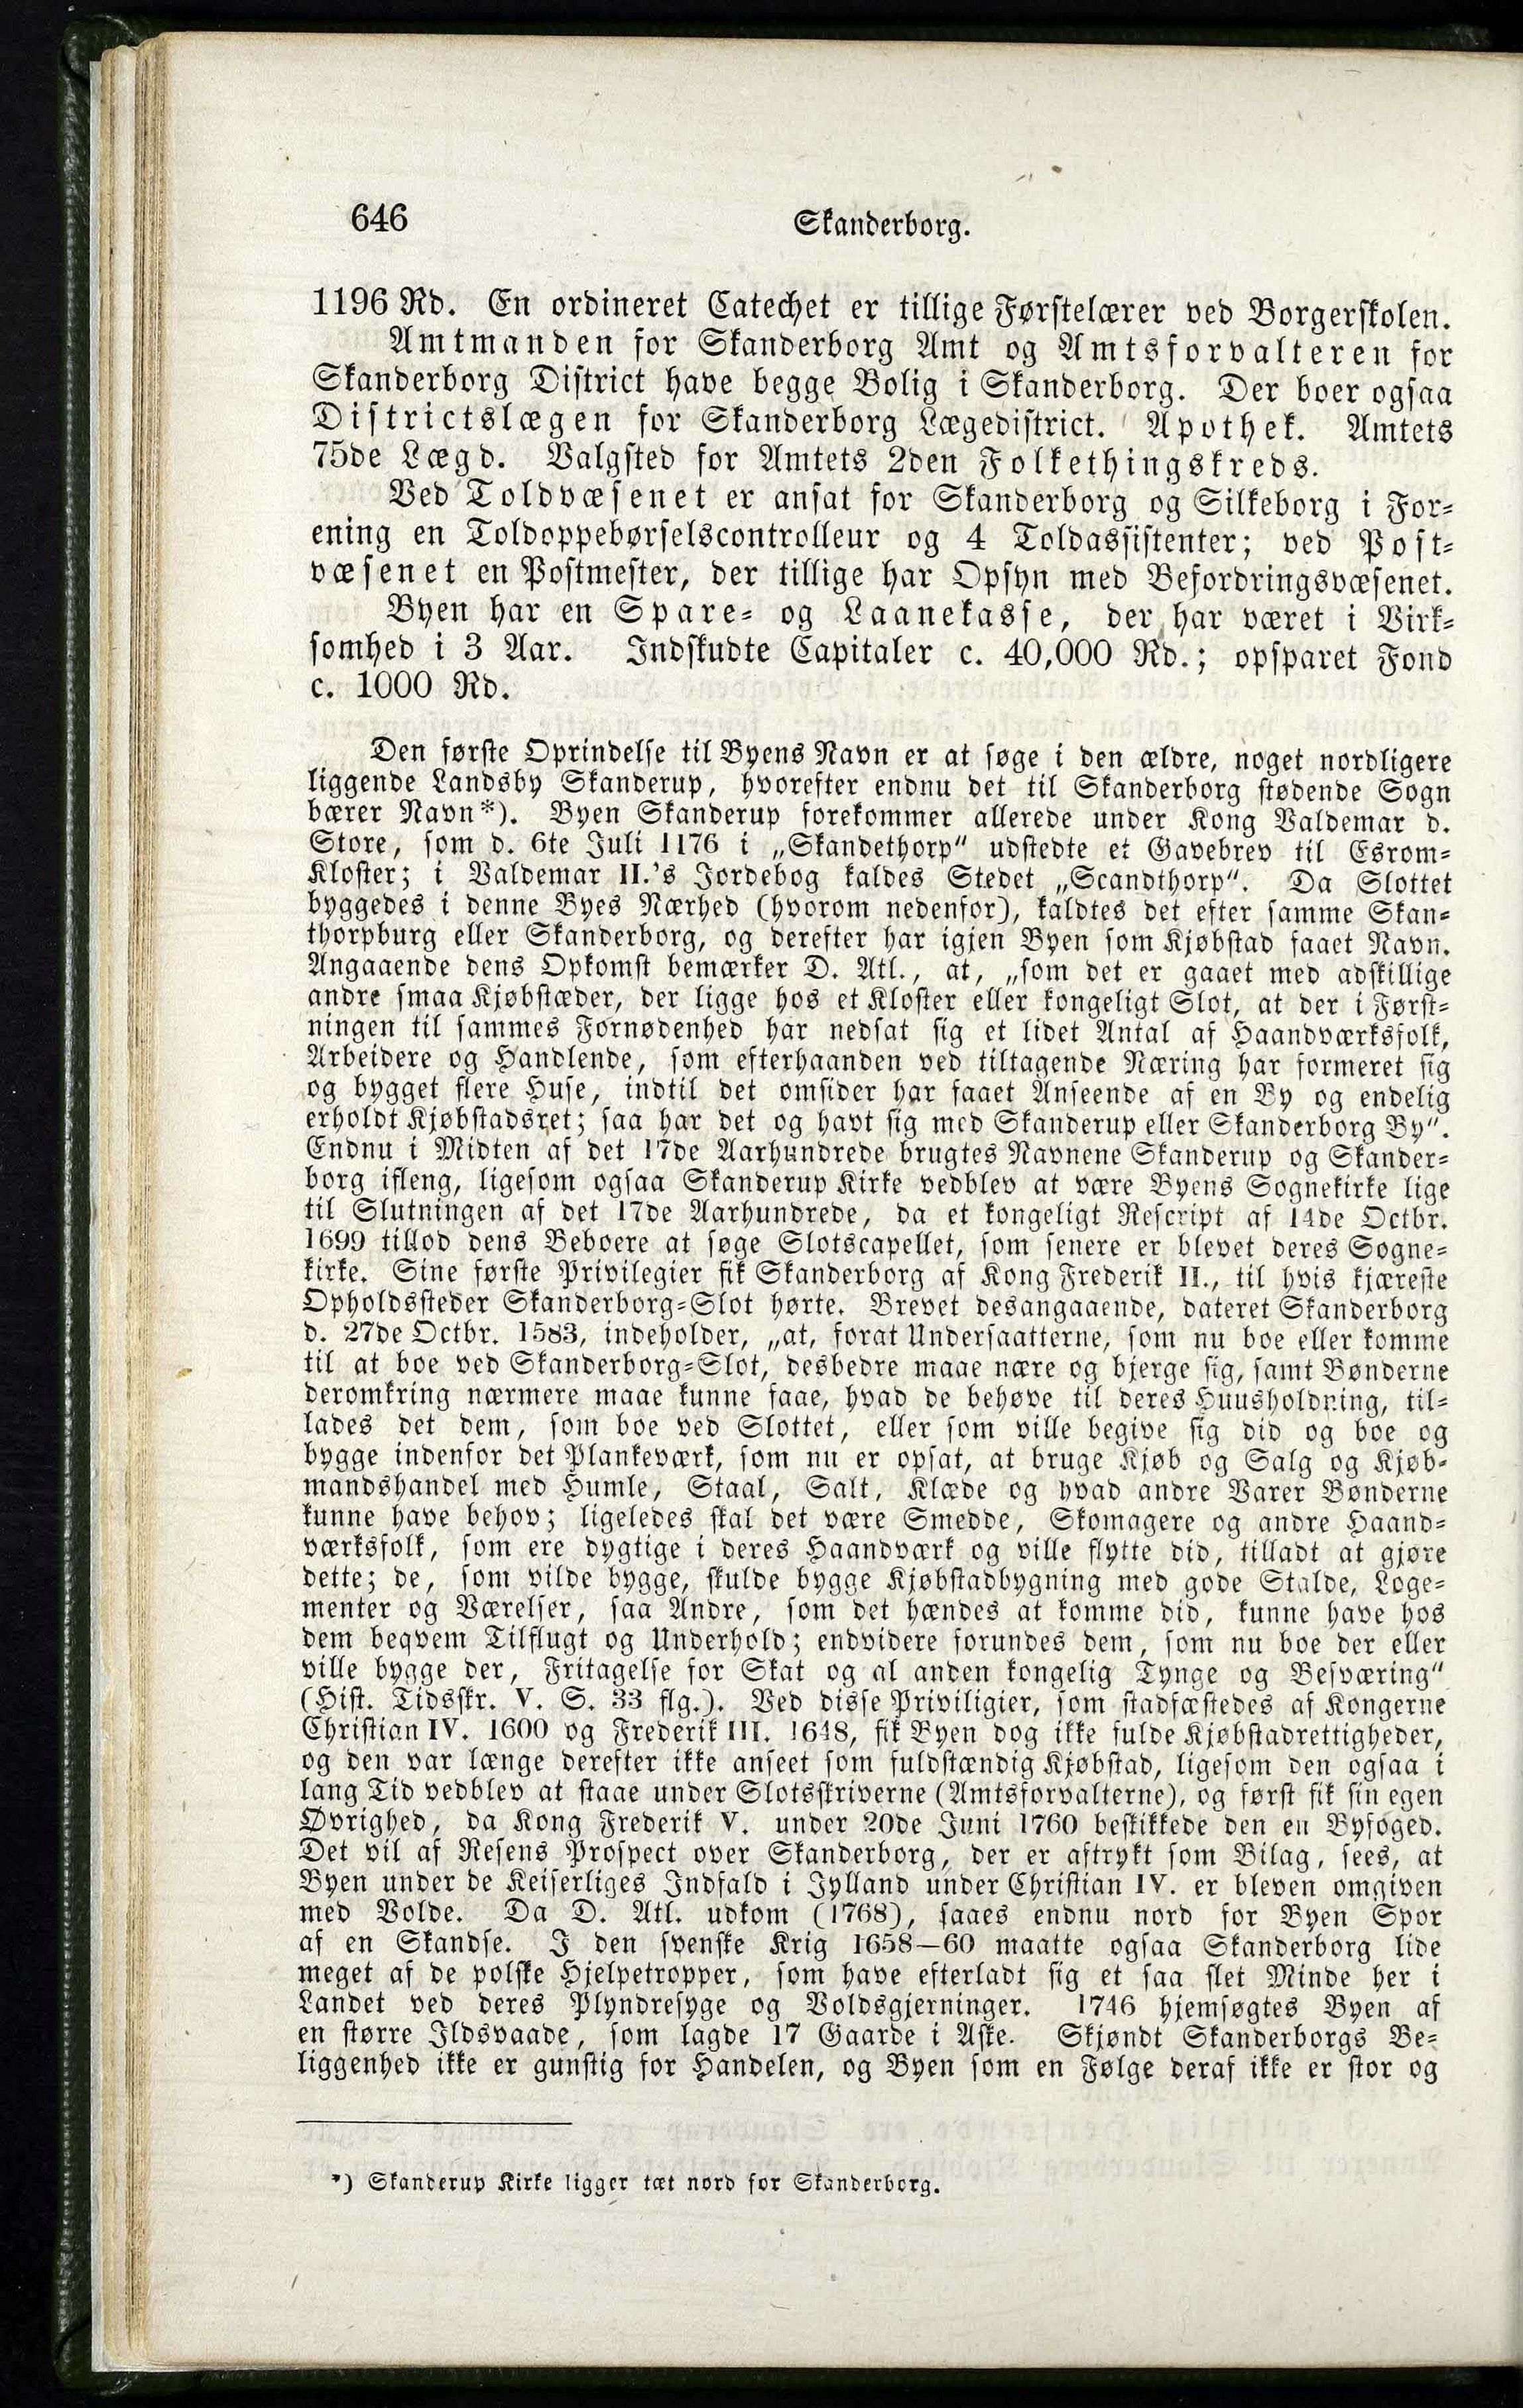 646
Skanderborg.
1196 Rd. En ordineret Catechet er tillige Førstelærer ved Borgerskolen.
Amtmanden for Skanderborg Amt og Amtsforvalteren for
Skanderborg District have begge Bolig i Skanderborg. Der boer ogsaa
Districtslægen for Skanderborg Lægedistrict. Apothek. Amtets
75de Lægd. Valgsted for Amtets 2den Folkethingskreds.
Ved Toldvæsenet er ansat for Skanderborg og Silkeborg i For-
ening en Toldoppebørselscontrolleur og 4 Toldassistenter; ved Post-
væsenet en Postmester, der tillige har Opsyn med Befordringsvæsenet.
Byen har en Spare- og Laanekasse, der har været i Virk-
somhed i 3 Aar. Indskudte Capitaler c. 40,000 Rd.; opsparet Fond
c. 1000 Rd.
Den første Oprindelse til Byens Navn er at søge i den ældre, noget nordligere
liggende Landsby Skanderup, hvorefter endnu det til Skanderborg stødende Sogn
bærer Navn*). Byen Skanderup forekommer allerede under Kong Valdemar d.
Store, som d. 6te Juli 1176 i „Skandethorp" udstedte et Gavebrev til Esrom-
Kloster; i Valdemar II.'s Jordebog kaldes Stedet „Scandthorp". Da Slottet
byggedes i denne Byes Nærhed (hvorom nedenfor), kaldtes det efter samme Skan-
thorpburg eller Skanderborg, og derefter har igjen Byen som Kjøbstad faaet Navn.
Angaaende dens Opkomst bemærker D. Atl., at, „som det er gaaet med adskillige
andre smaa Kjøbstæder, der ligge hos et Kloster eller kongeligt Slot, at der i Først-
ningen til sammes Fornødenhed har nedsat sig et lidet Antal af Haandværksfolk,
Arbeidere og Handlende, som efterhaanden ved tiltagende Næring har formeret sig
og bygget flere Huse, indtil det omsider har faaet Anseende af en By og endelig
erholdt Kjøbstadsret; saa har det og havt sig med Skanderup eller Skanderborg By".
Endnu i Midten af det 17de Aarhundrede brugtes Navnene Skanderup og Skander-
borg ifleng, ligesom ogsaa Skanderup Kirke vedblev at være Byens Sognekirke lige
til Slutningen af det 17de Aarhundrede, da et kongeligt Rescript af 14de Octbr.
1699 tillod dens Beboere at søge Slotscapellet, som senere er blevet deres Sogne-
kirke. Sine første Privilegier fik Skanderborg af Kong Frederik II., til hvis kjæreste
Opholdssteder Skanderborg-Slot hørte. Brevet desangaaende, dateret Skanderborg
d. 27de Octbr. 1583, indeholder, „at, forat Undersaatterne, som nu boe eller komme
til at boe ved Skanderborg-Slot, desbedre maae nære og bjerge sig, samt Bønderne
deromkring nærmere maae kunne faae, hvad de behøve til deres Huusholdning, til-
lades det dem, som boe ved Slottet, eller som ville begive sig did og boe og
bygge indenfor det Plankeværk, som nu er opsat, at bruge Kjøb og Salg og Kjøb-
mandshandel med Humle, Staal, Salt, Klæde og hvad andre Varer Bønderne
kunne have behov; ligeledes skal det være Smedde, Skomagere og andre Haand-
værksfolk, som ere dygtige i deres Haandværk og ville flytte did, tilladt at gjøre
dette; de, som vilde bygge, skulde bygge Kjøbstadbygning med gode Stalde, Loge-
menter og Værelser, saa Andre, som det hændes at komme did, kunne have hos
dem beqvem Tilflugt og Underhold; endvidere forundes dem, som nu boe der eller
ville bygge der, Fritagelse for Skat og al anden kongelig Tynge og Besværing"
(Hist. Tidsskr. V. S. 33 flg.). Ved disse Priviligier, som stadfæstedes af Kongerne
Christian IV. 1600 og Frederik III. 1648, fik Byen dog ikke fulde Kjøbstadrettigheder,
og den var længe derefter ikke anseet som fuldstændig Kjøbstad, ligesom den ogsaa i
lang Tid vedblev at staae under Slotsskriverne (Amtsforvalterne), og først fik sin egen
Øvrighed, da Kong Frederik V. under 20de Juni 1760 beskikkede den en Byfoged.
Det vil af Resens Prospect over Skanderborg, der er aftrykt som Bilag, sees, at
Byen under de Keiserliges Indfald i Jylland under Christian IV. er bleven omgiven
med Volde. Da D. Atl. udkom (1768), saaes endnu nord for Byen Spor
af en Skandse. I den svenske Krig 1658—60 maatte ogsaa Skanderborg lide
meget af de polske Hjelpetropper, som have efterladt sig et saa slet Minde her i
Landet ved deres Plyndresyge og Voldsgjerninger. 1746 hjemsøgtes Byen af
en større Ildsvaade, som lagde 17 Gaarde i Aske. Skjøndt Skanderborgs Be-
liggenhed ikke er gunstig for Handelen, og Byen som en Følge deraf ikke er stor og
*) Skanderup Kirke ligger tæt nord for Skanderborg.